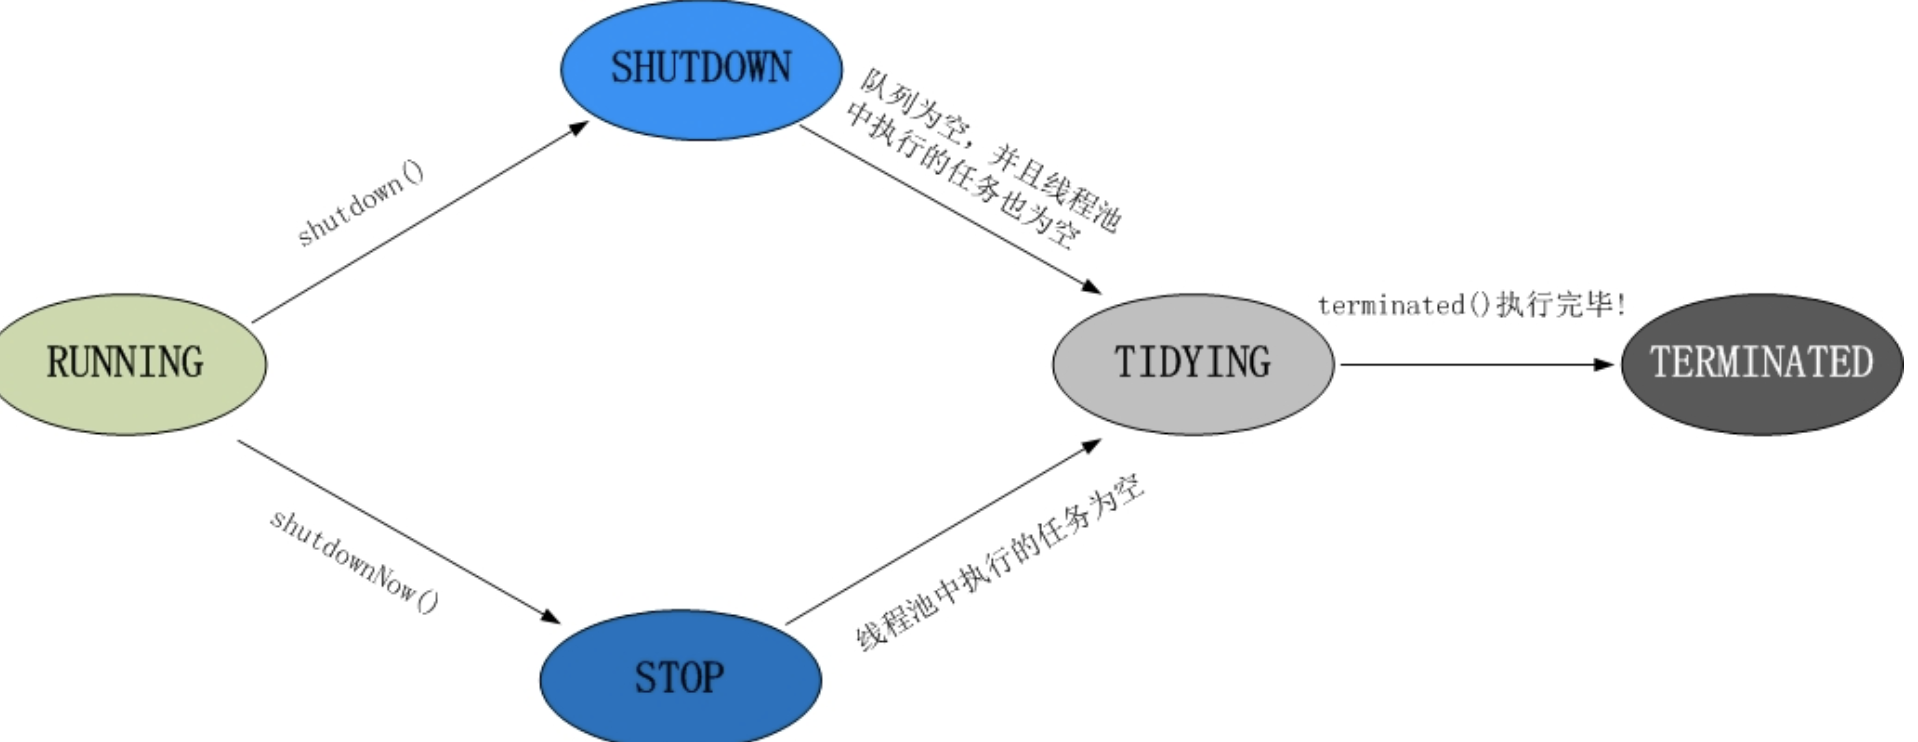 SHUTDOWN
队列为空，并且线程池
中执行的任务也为空
shutdown()
RUNNING
TIDYING
terminated()执行完毕!
TERMINATED
shutdownNow()
线程池中执行的任务为空
STOP